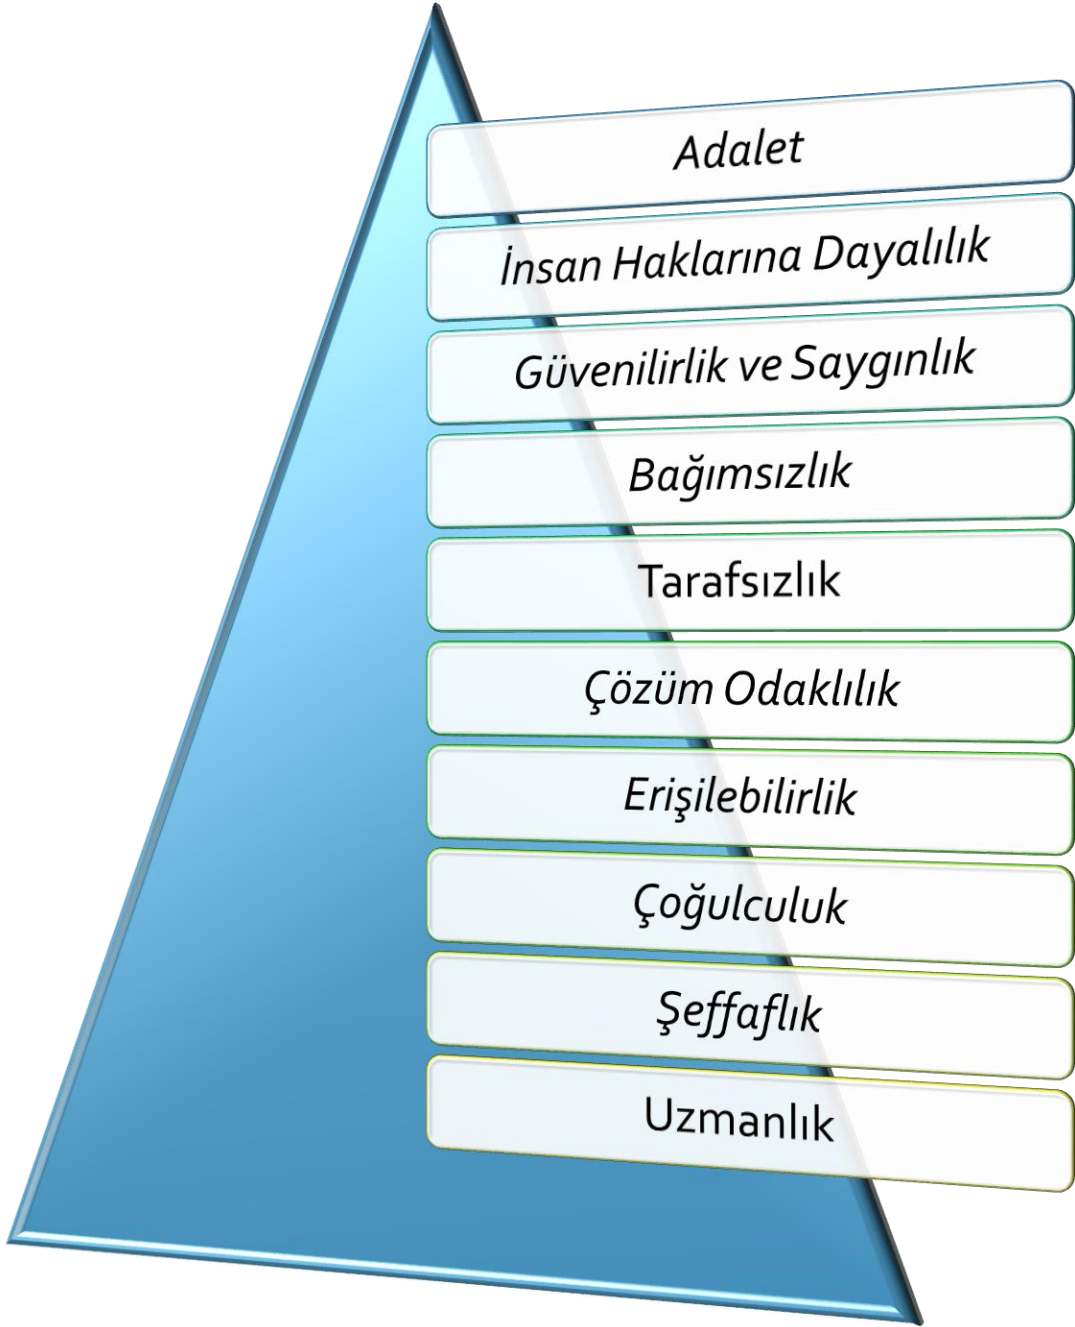 Adalet
İnsan Haklarına Dayalılık
Güvenilirlik ve Saygınlık
Bağımsızlık
Tarafsızlık
Çözüm Odaklılık
Erişilebilirlik
Çoğulculuk
Şeffaflık
Uzmanlık